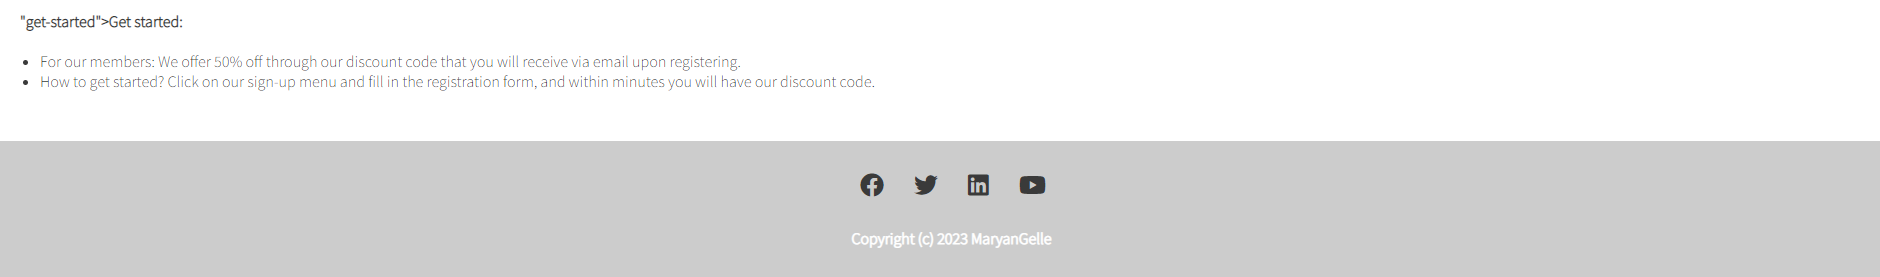 "get-started">Get started:
For our members: We offer 50% off through our discount code that you will receive via email upon registering.
How to get started? Click on our sign-up menu and fill in the registration form, and within minutes you will have our discount code.
Copyright (c) 2023 MaryanGelle